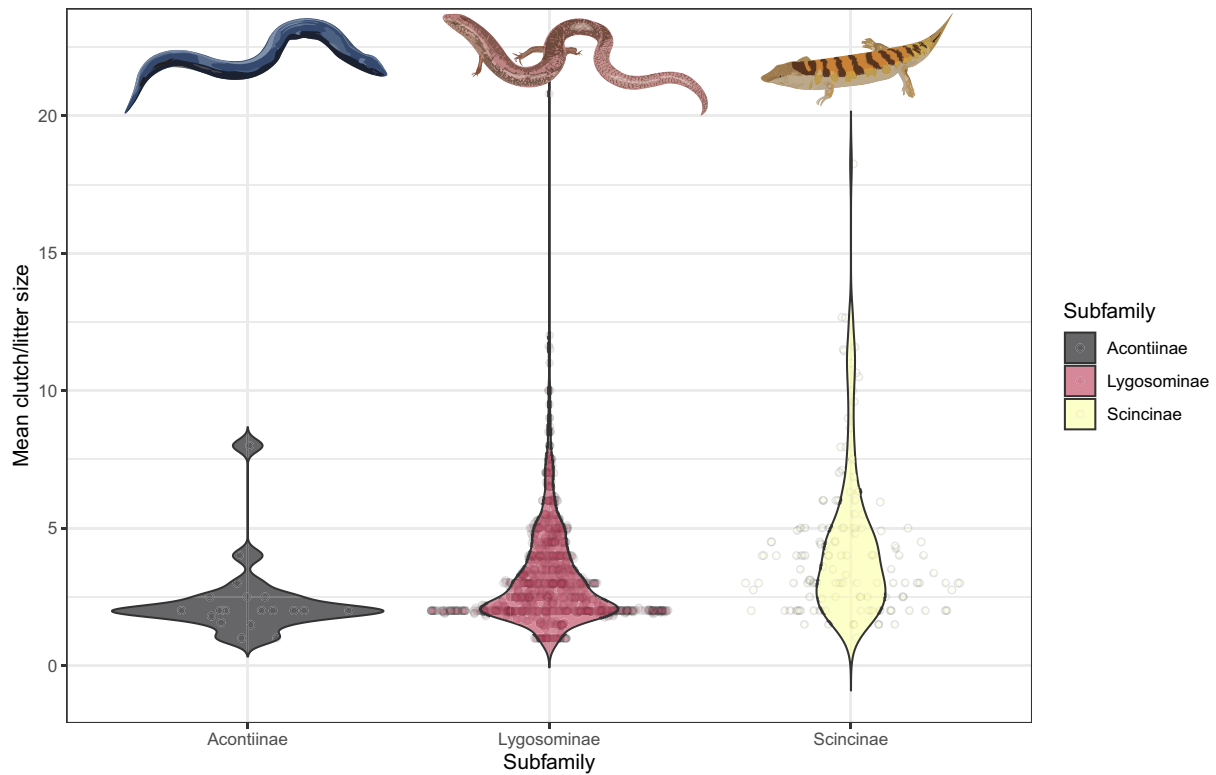 20
15
10
5
0
Mean clutch/litter size
Acontiinae
Lygosominae
Scincinae
Subfamily
Subfamily
Acontiinae
Lygosominae
Scincinae